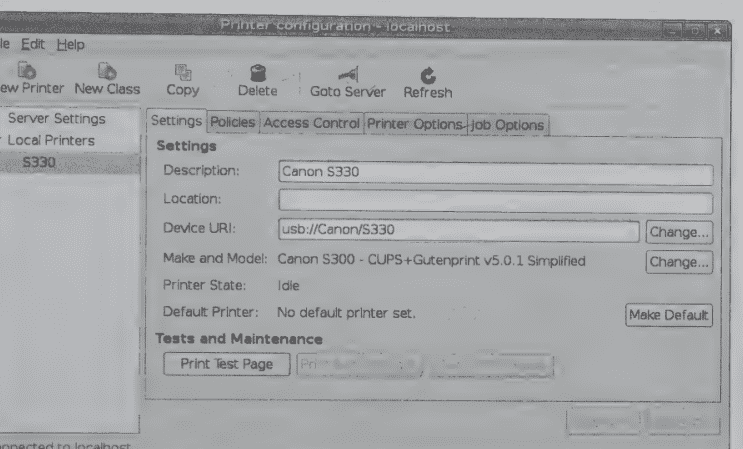 Printer configuration - localhost
Edit Help
Printer New Class Copy Delete Goto Server Refresh
Server Settings
Local Printers
S330
Settings Policies Access Control Printer Options Job Options
Settings
Description: Canon S330
Location:
Device URI: usb://Canon/S330 Change...
Make and Model: Canon S300 - CUPS+Gutenprint v5.0.1 Simplified Change...
Printer State: Idle
Default Printer: No default printer set. Make Default
Tests and Maintenance
Print Test Page
to localhost